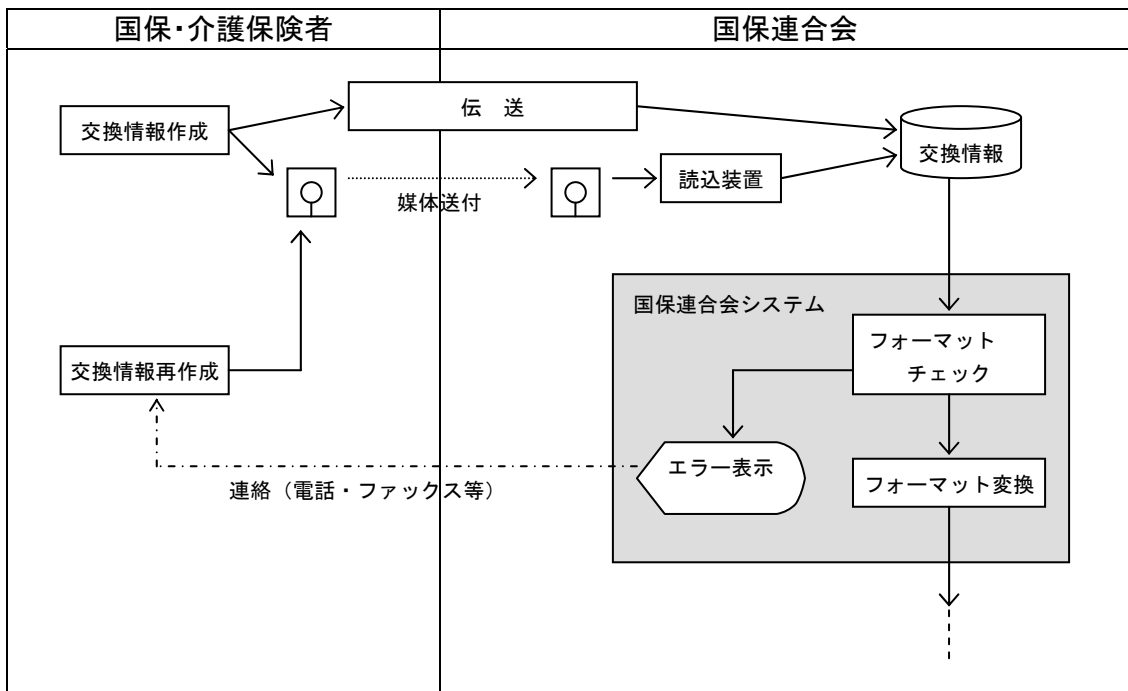 国保・介護保険者
国保連合会
伝　送
交換情報作成
交換情報
読込装置
媒体送付
国保連合会システム
フォーマット
チェック
交換情報再作成
エラー表示
フォーマット変換
連絡（電話・ファックス等）